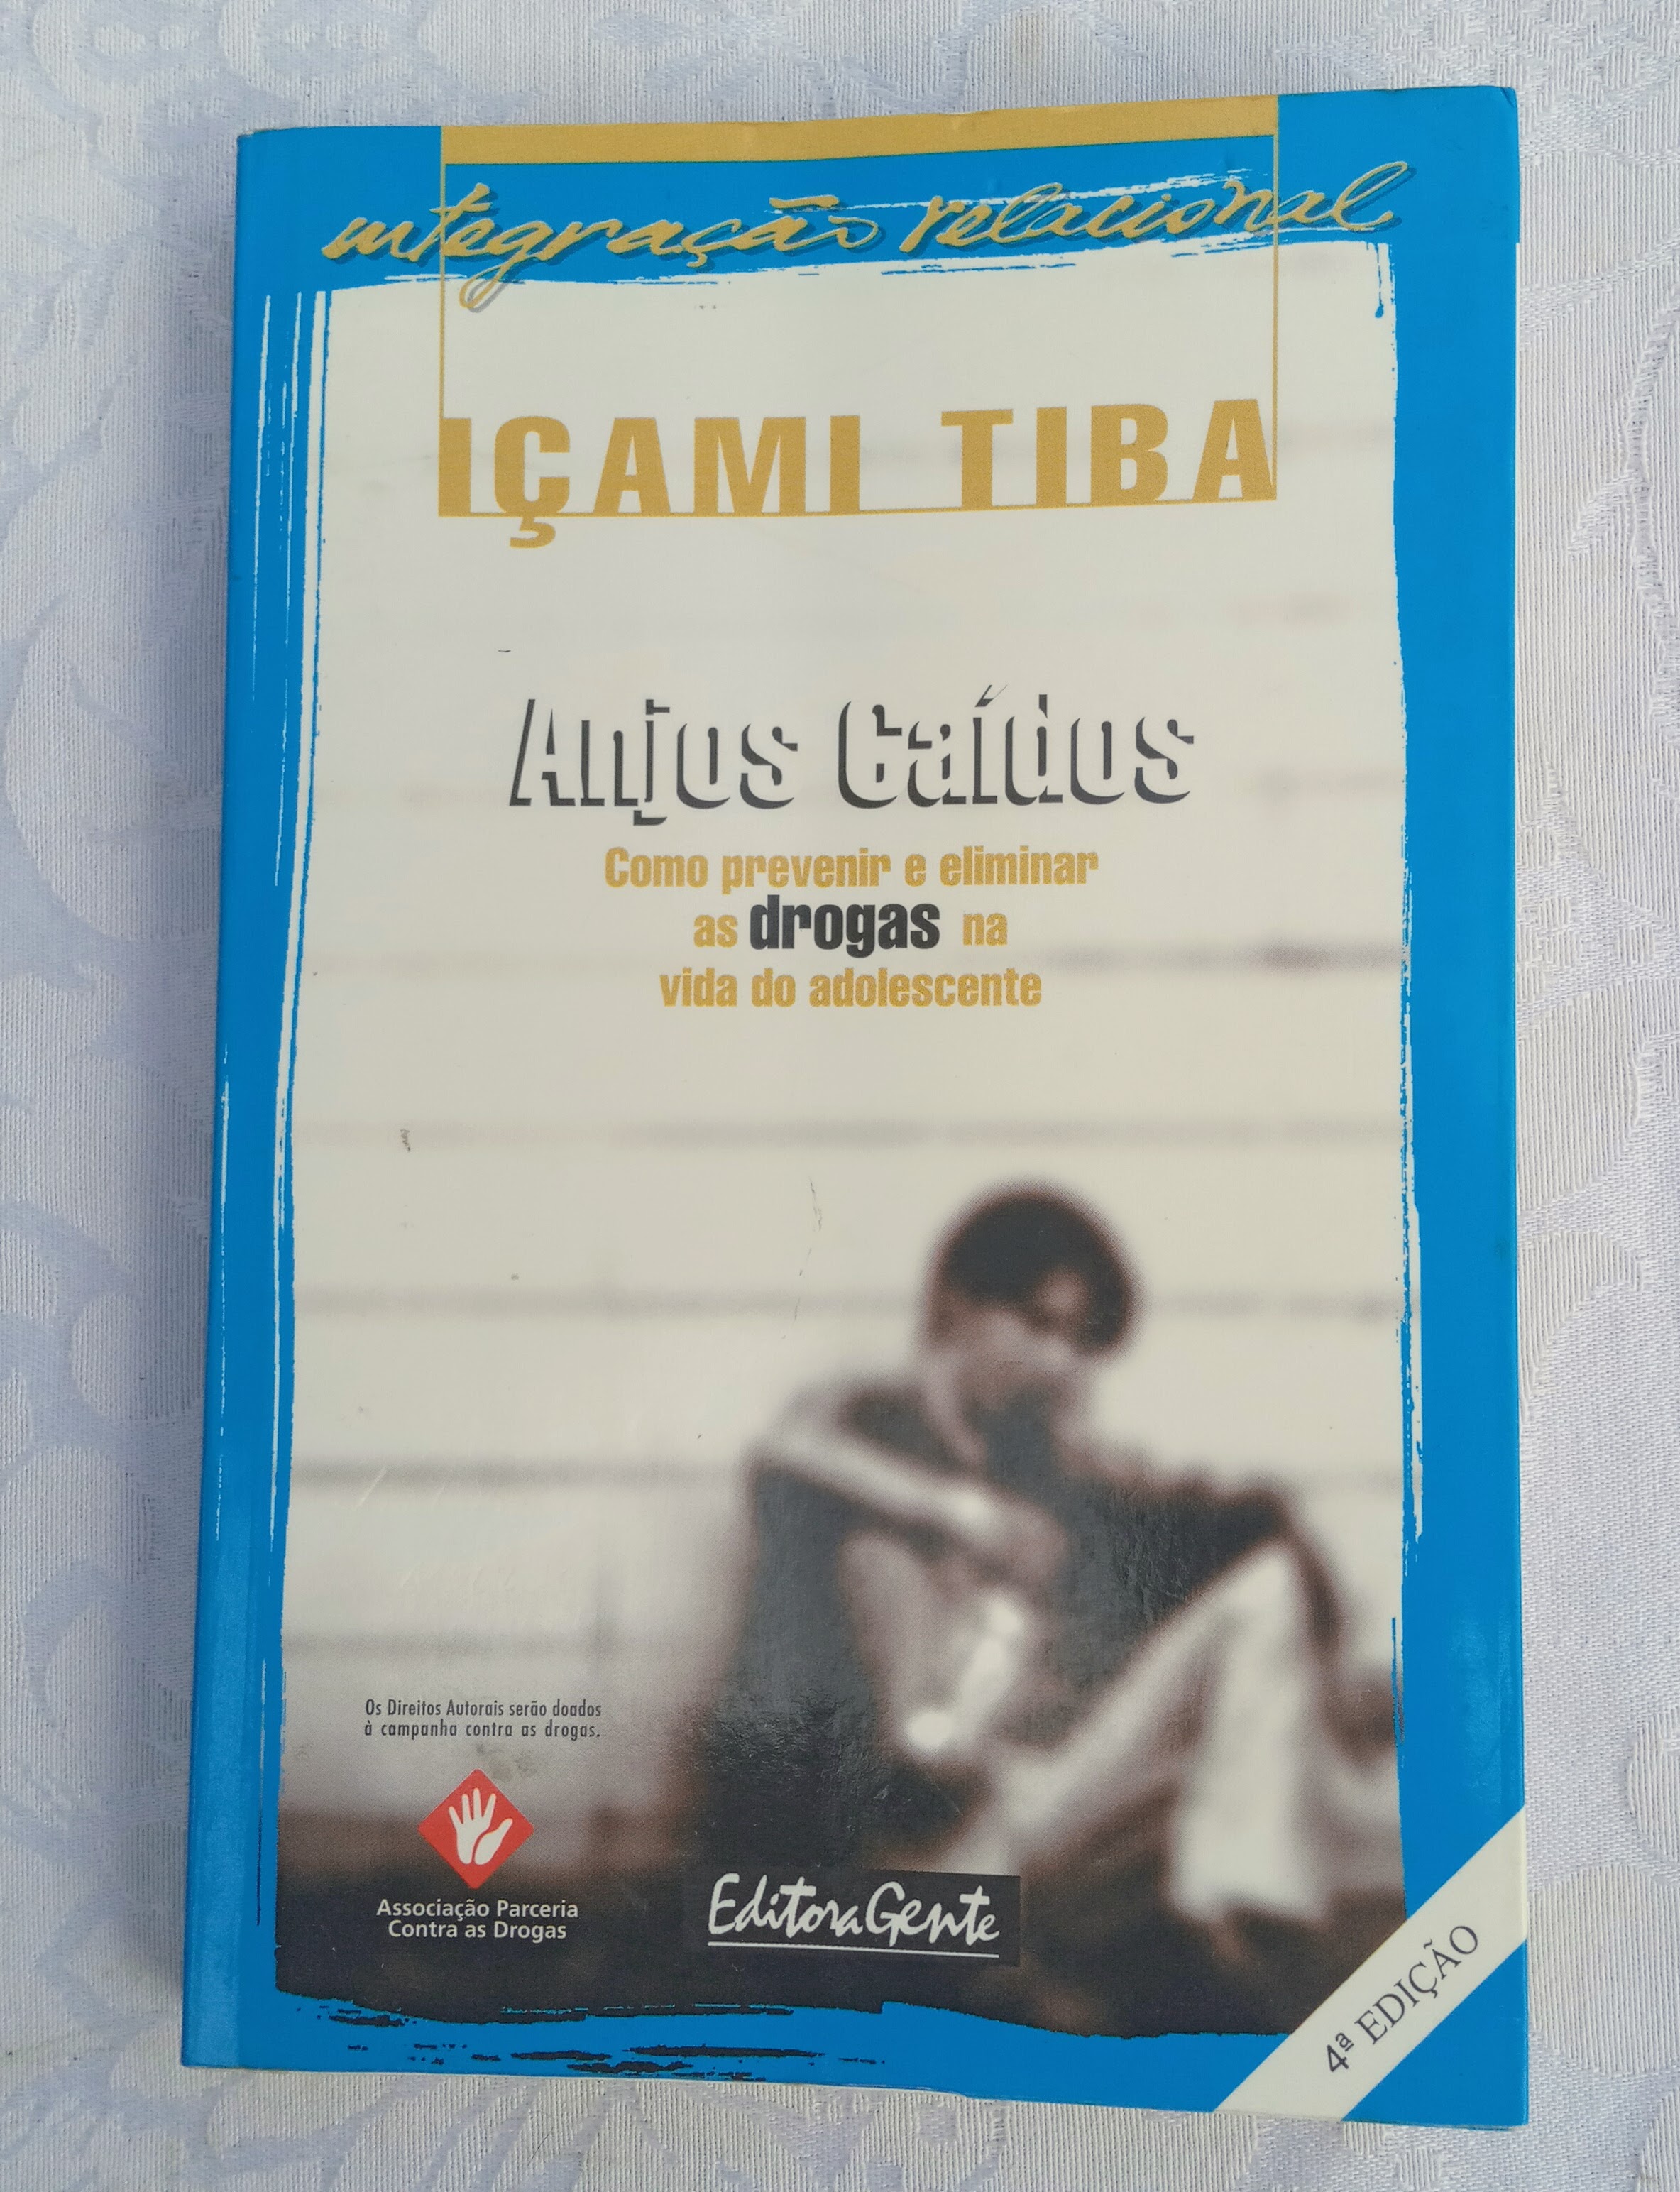 integração relacional
IÇAMI TIBA
Anjos Caídos
Como prevenir e eliminar
as drogas na
vida do adolescente
Os Direitos Autorais serão doados
à campanha contra as drogas.
Associação Parceria
Contra as Drogas
Editora Gente
4ª EDIÇÃO